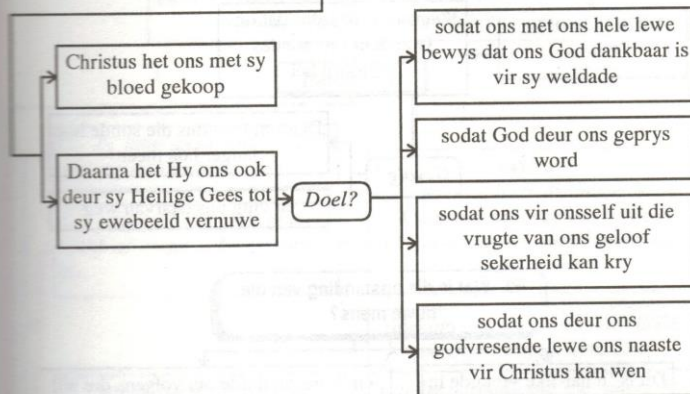 Christus het ons met sy
bloed gekoop
Daarna het Hy ons ook
deur sy Heilige Gees tot
sy ewebeeld vernuwe
Doel?
sodat ons met ons hele lewe
bewys dat ons God dankbaar is
vir sy weldade
sodat God deur ons geprys
word
sodat ons vir onsself uit die
vrugte van ons geloof
sekerheid kan kry
sodat ons deur ons
godvresende lewe ons naaste
vir Christus kan wen